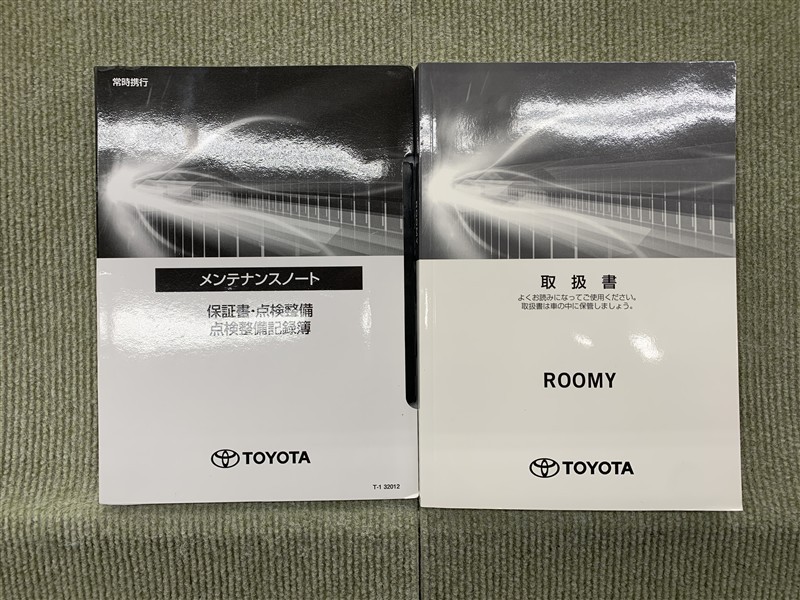 常時携行
メンテナンスノート
保証書・点検整備
点検整備記録簿
TOYOTA
T-1 32012
取扱書
よくお読みになってご使用ください。
取扱書は車の中に保管しましょう。
ROOMY
TOYOTA